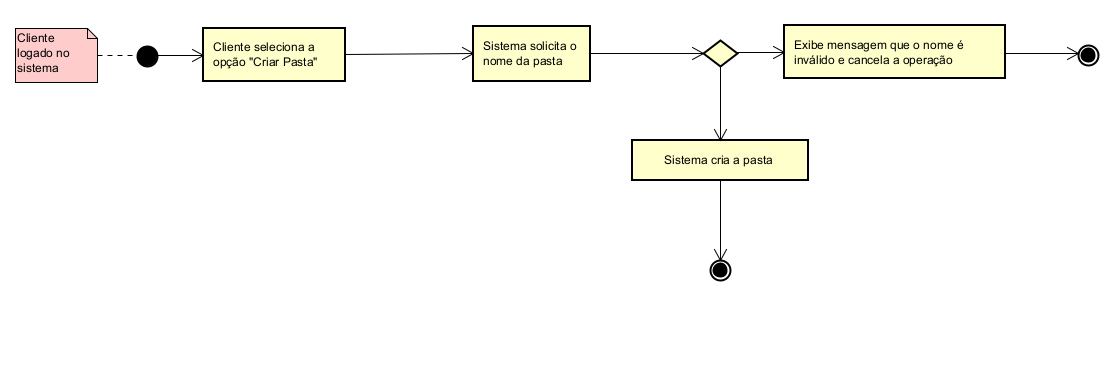 Cliente
logado no
sistema
Cliente seleciona a
opção "Criar Pasta"
Sistema solicita o
nome da pasta
Exibe mensagem que o nome é
inválido e cancela a operação
Sistema cria a pasta